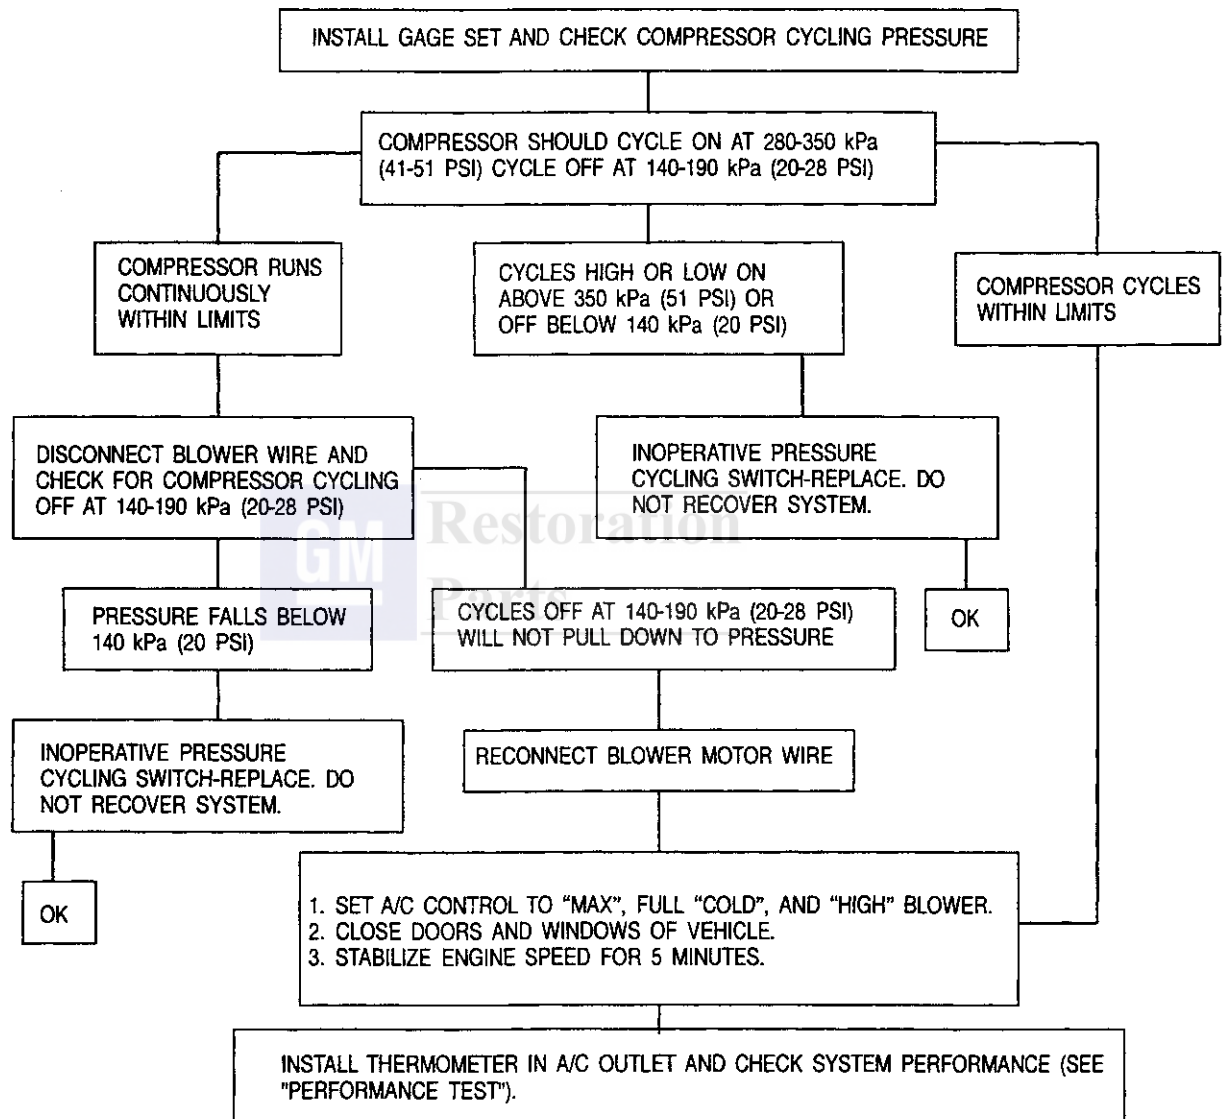 INSTALL GAGE SET AND CHECK COMPRESSOR CYCLING PRESSURE
COMPRESSOR SHOULD CYCLE ON AT 280-350 kPa
(41-51 PSI) CYCLE OFF AT 140-190 kPa (20-28 PSI)
COMPRESSOR RUNS
CONTINUOUSLY
WITHIN LIMITS
CYCLES HIGH OR LOW ON
ABOVE 350 kPa (51 PSI) OR
OFF BELOW 140 kPa (20 PSI)
COMPRESSOR CYCLES
WITHIN LIMITS
DISCONNECT BLOWER WIRE AND
CHECK FOR COMPRESSOR CYCLING
OFF AT 140-190 kPa (20-28 PSI)
INOPERATIVE PRESSURE
CYCLING SWITCH-REPLACE. DO
NOT RECOVER SYSTEM.
GM
Restoration
Parts
PRESSURE FALLS BELOW
140 kPa (20 PSI)
CYCLES OFF AT 140-190 kPa (20-28 PSI)
WILL NOT PULL DOWN TO PRESSURE
OK
INOPERATIVE PRESSURE
CYCLING SWITCH-REPLACE. DO
NOT RECOVER SYSTEM.
RECONNECT BLOWER MOTOR WIRE
OK
1. SET A/C CONTROL TO "MAX", FULL "COLD", AND "HIGH" BLOWER.
2. CLOSE DOORS AND WINDOWS OF VEHICLE.
3. STABILIZE ENGINE SPEED FOR 5 MINUTES.
INSTALL THERMOMETER IN A/C OUTLET AND CHECK SYSTEM PERFORMANCE (SEE
"PERFORMANCE TEST").